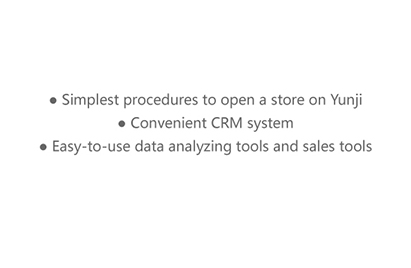 ● Simplest procedures to open a store on Yunji
● Convenient CRM system
● Easy-to-use data analyzing tools and sales tools